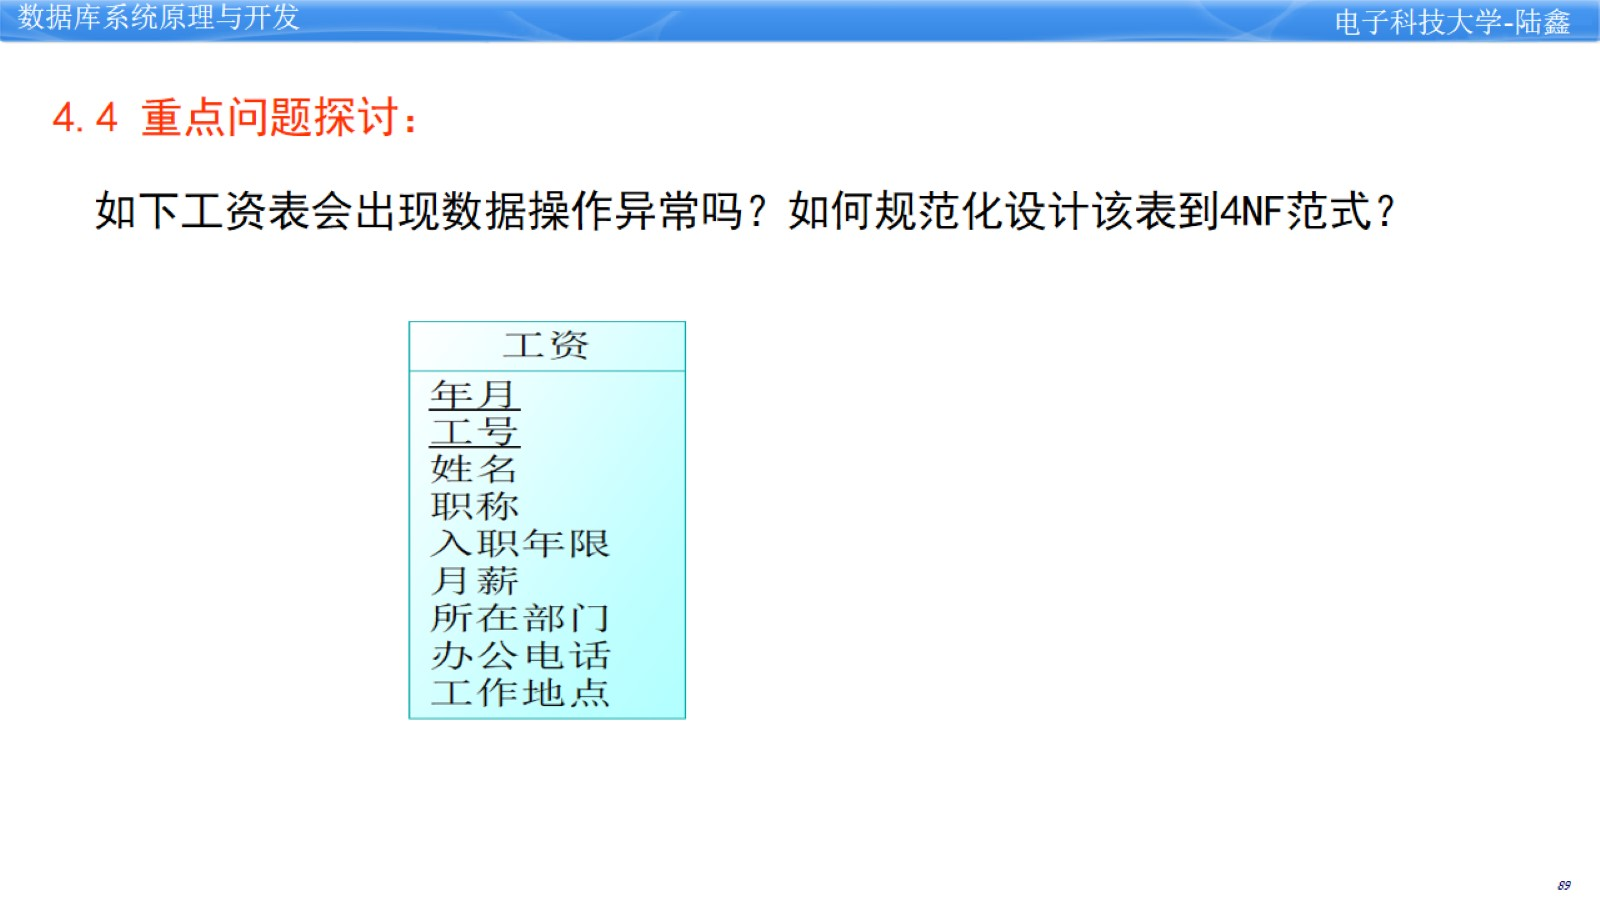 数据库系统原理与开发
电子科技大学-陆鑫
4.4 重点问题探讨：
如下工资表会出现数据操作异常吗？如何规范化设计该表到4NF范式？
工资
年月
工号
姓名
职称
入职年限
月薪
所在部门
办公电话
工作地点
89